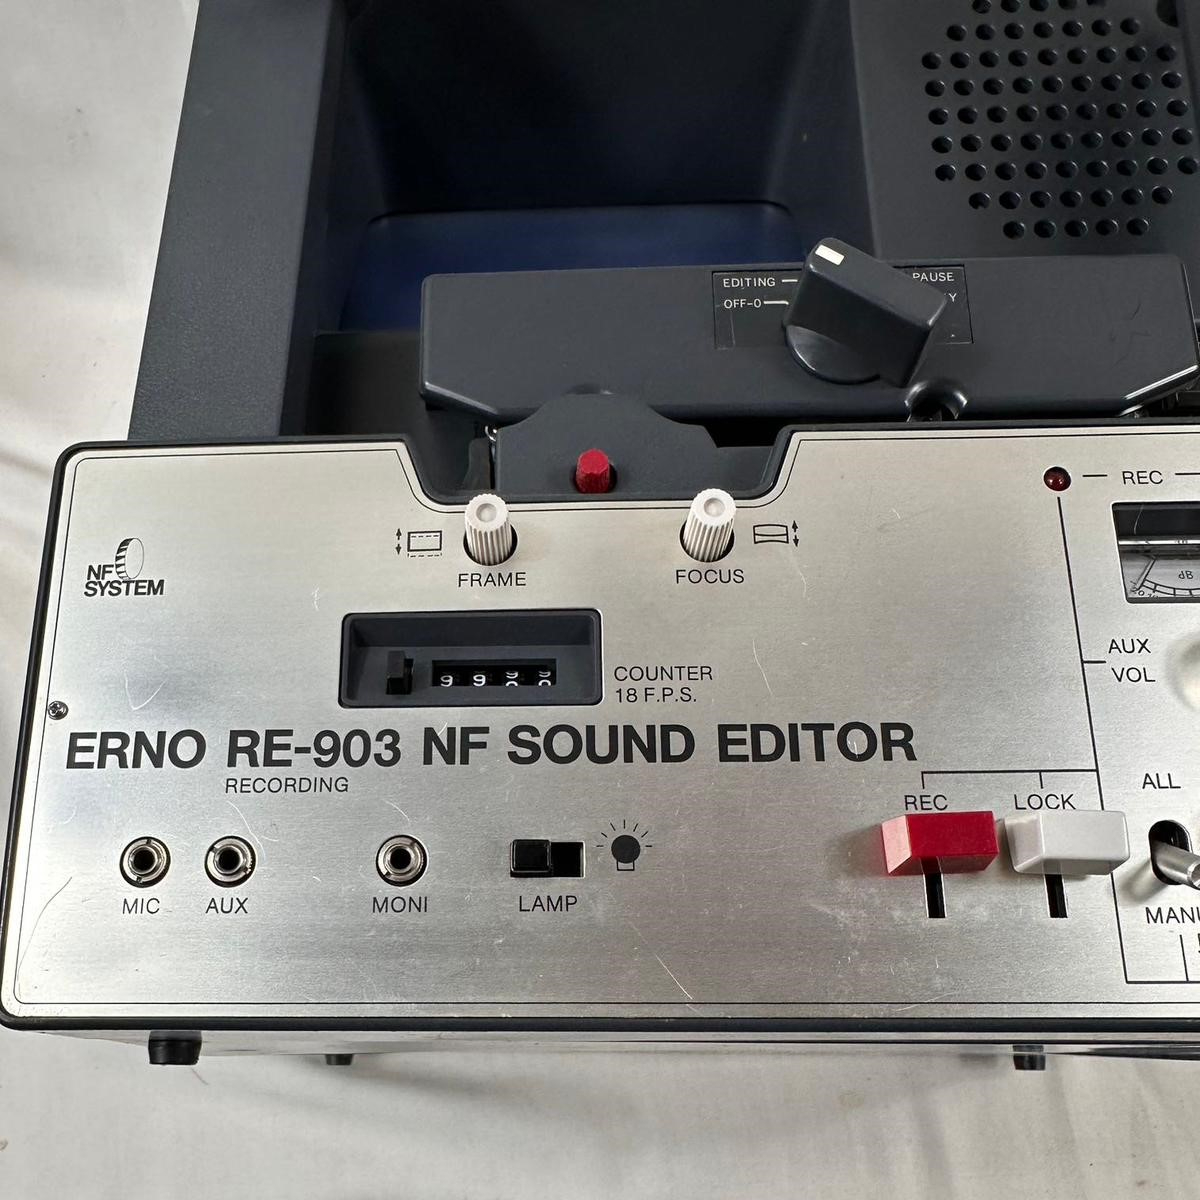 EDITING
PAUSE
OFF-0
REC
NF
SYSTEM
FRAME
FOCUS
dB
COUNTER
18 F.P.S.
AUX
VOL
ERNO RE-903 NF SOUND EDITOR
RECORDING
ALL
REC
LOCK
MIC
AUX
MONI
LAMP